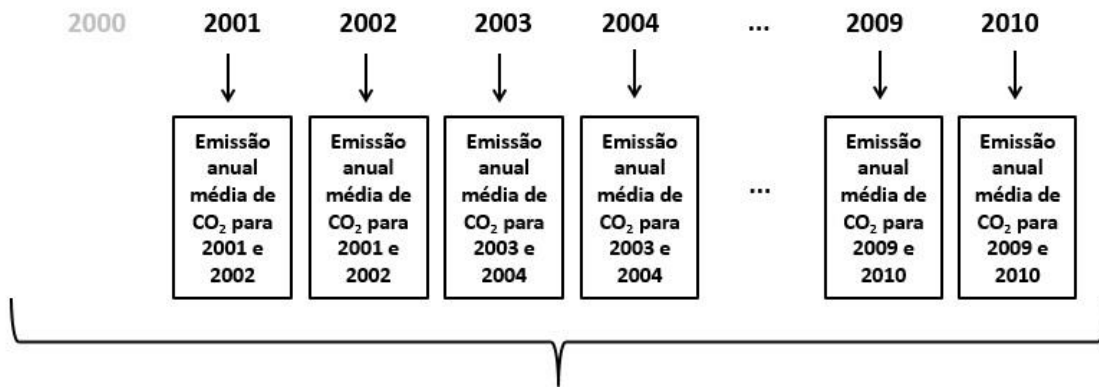 2000 2001 2002 2003 2004 ... 2009 2010
Emissão
anual
média de
CO₂ para
2001 e
2002
Emissão
anual
média de
CO₂ para
2001 e
2002
Emissão
anual
média de
CO₂ para
2003 e
2004
Emissão
anual
média de
CO₂ para
2003 e
2004
...
Emissão
anual
média de
CO₂ para
2009 e
2010
Emissão
anual
média de
CO₂ para
2009 e
2010